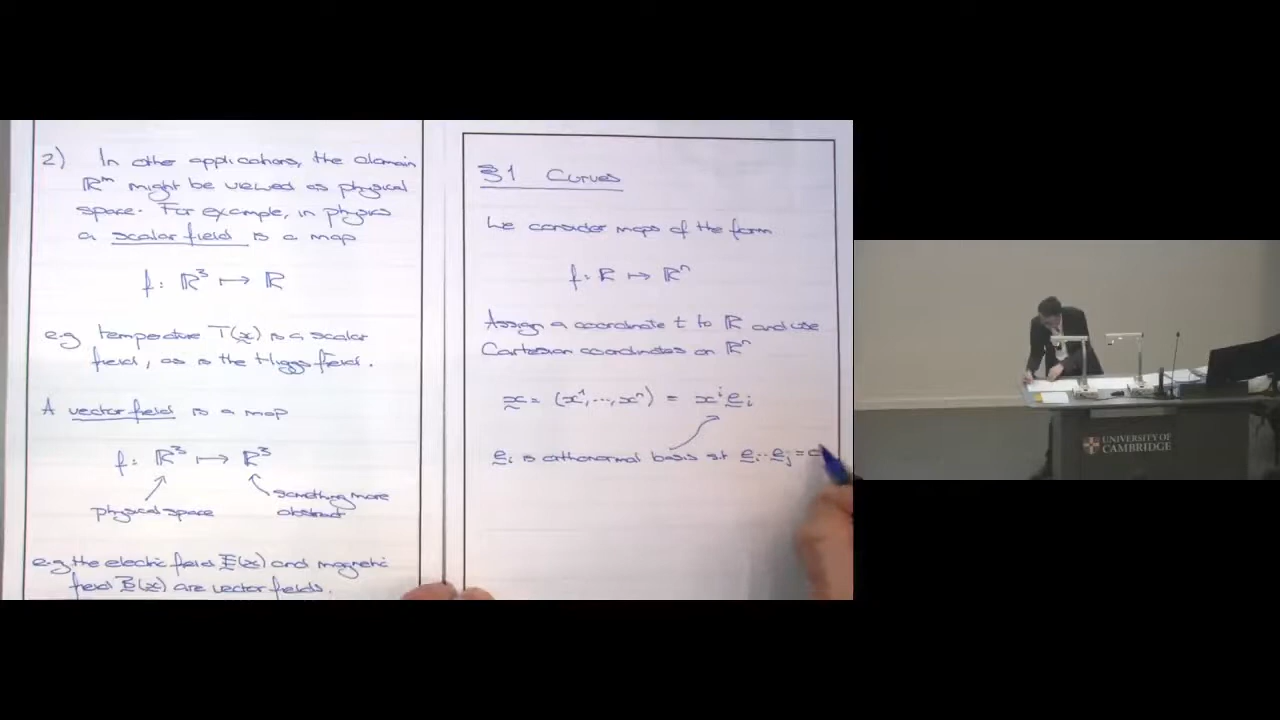 2) In other applications, the domain
ℝᵐ might be viewed as physical
space. For example, in physics
a scalar field is a map
f: ℝ³ ↦ ℝ
e.g temperature T(x) is a scalar
field, as is the Higgs field.
A vector field is a map
f: ℝ³ ↦ ℝ³
something more
abstract
physical space
e.g the electric field E(x) and magnetic
field B(x) are vector fields.
§1 Curves
We consider maps of the form
f: ℝ ↦ ℝⁿ
Assign a coordinate t to ℝ and use
Cartesian coordinates on ℝⁿ
x = (x¹, ..., xⁿ) = xⁱ eᵢ
eᵢ is orthonormal basis s.t eᵢ · eⱼ =
UNIVERSITY OF
CAMBRIDGE